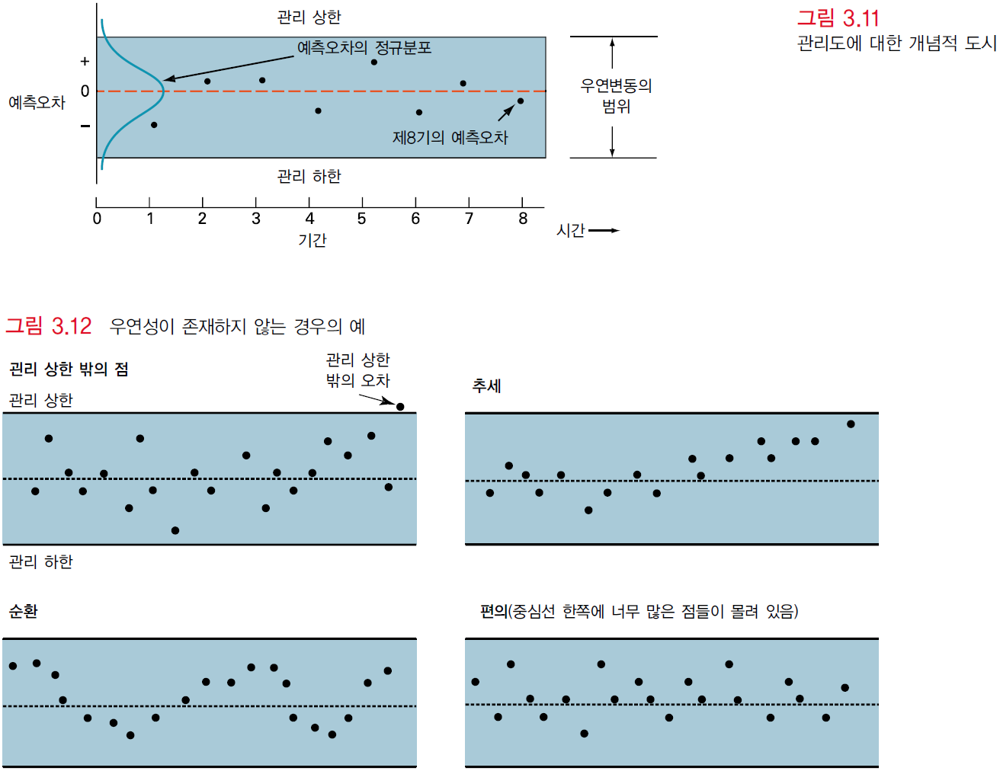 관리 상한
그림 3.11
관리도에 대한 개념적 도시
예측오차의 정규분포
+
0
예측오차
−
우연변동의
범위
제8기의 예측오차
관리 하한
0 1 2 3 4 5 6 7 8
기간
시간
그림 3.12 우연성이 존재하지 않는 경우의 예
괸리 상한 밖의 점
관리 상한
관리 상한
밖의 오차
관리 하한
추세
순환
편의(중심선 한쪽에 너무 많은 점들이 몰려 있음)